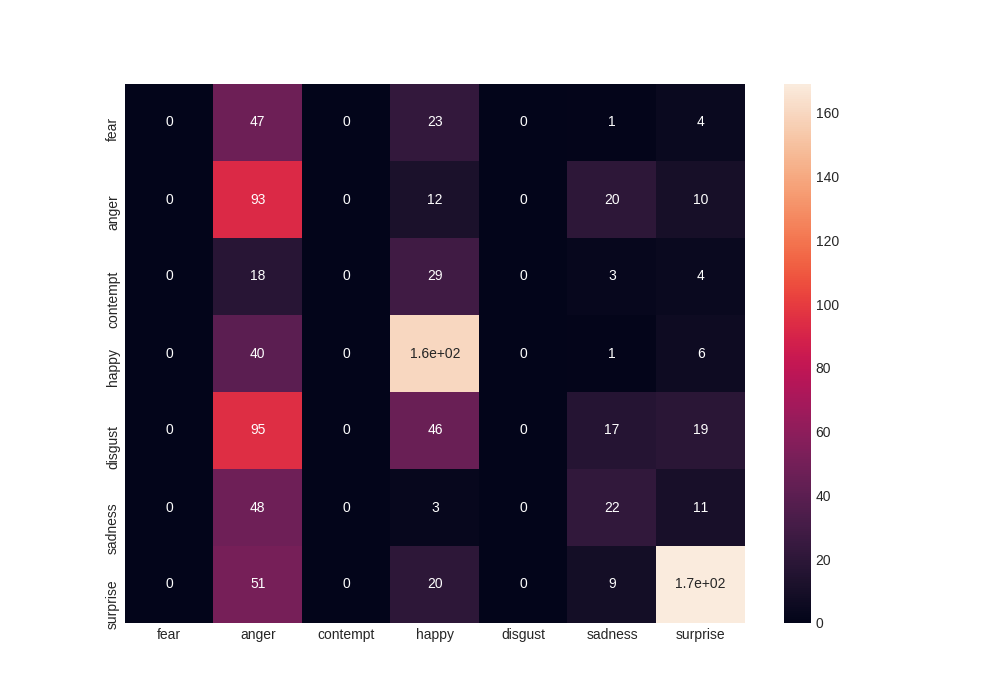 fear 0 47 0 23 0 1 4
anger 0 93 0 12 0 20 10
contempt 0 18 0 29 0 3 4
happy 0 40 0 1.6e+02 0 1 6
disgust 0 95 0 46 0 17 19
sadness 0 48 0 3 0 22 11
surprise 0 51 0 20 0 9 1.7e+02
fear anger contempt happy disgust sadness surprise
160
140
120
100
80
60
40
20
0